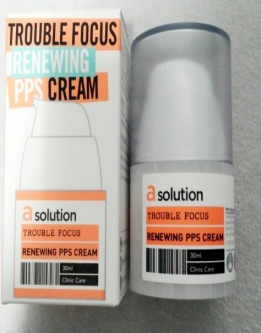 TROUBLE FOCUS
RENEWING
PPS CREAM
a solution
TROUBLE FOCUS
RENEWING PPS CREAM
30ml
Clinic Care
a solution
TROUBLE FOCUS
RENEWING PPS CREAM
30ml
Clinic Care